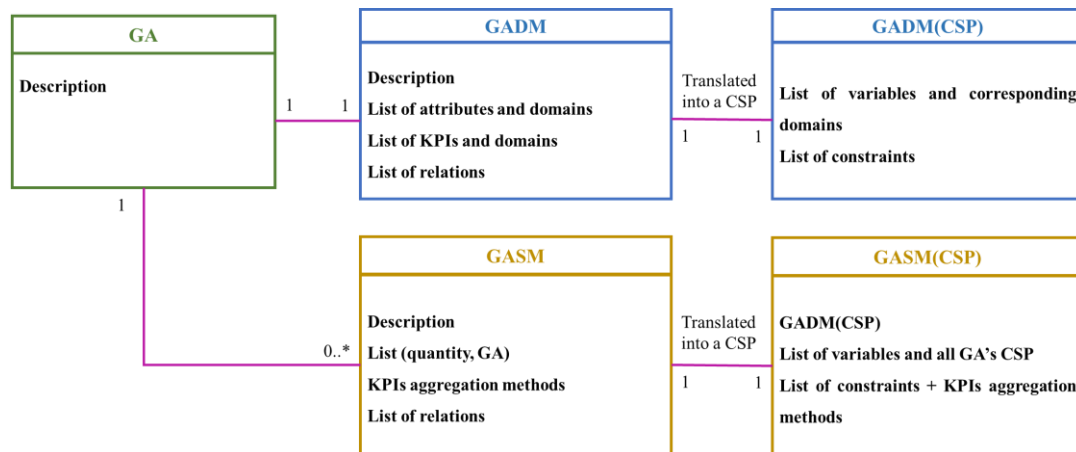 GA
Description
1
1
GADM
Description
List of attributes and domains
List of KPIs and domains
List of relations
Translated
into a CSP
1
1
GADM(CSP)
List of variables and corresponding
domains
List of constraints
1
0..*
GASM
Description
List (quantity, GA)
KPIs aggregation methods
List of relations
Translated
into a CSP
1
1
GASM(CSP)
GADM(CSP)
List of variables and all GA's CSP
List of constraints + KPIs aggregation
methods